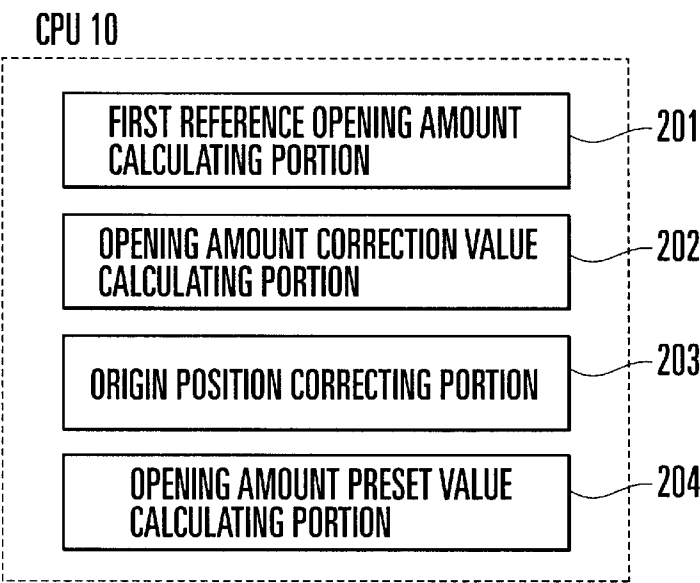 CPU 10
FIRST REFERENCE OPENING AMOUNT
CALCULATING PORTION
201
OPENING AMOUNT CORRECTION VALUE
CALCULATING PORTION
202
ORIGIN POSITION CORRECTING PORTION
203
OPENING AMOUNT PRESET VALUE
CALCULATING PORTION
204